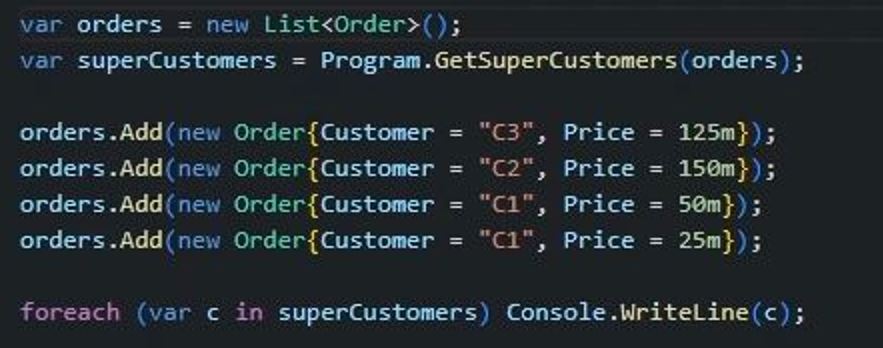 var orders = new List<Order>();
var superCustomers = Program.GetSuperCustomers(orders);
orders.Add(new Order{Customer = "C3", Price = 125m});
orders.Add(new Order{Customer = "C2", Price = 150m});
orders.Add(new Order{Customer = "C1", Price = 50m});
orders.Add(new Order{Customer = "C1", Price = 25m});
foreach (var c in superCustomers) Console.WriteLine(c);